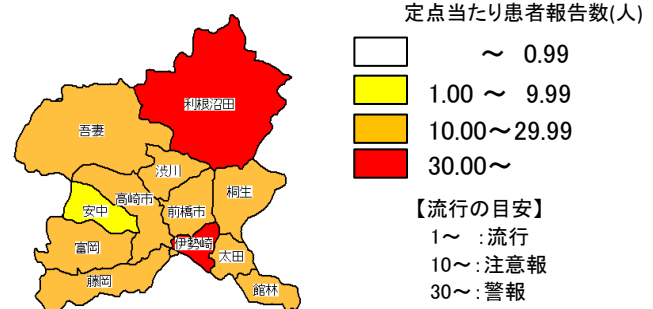 定点当たり患者報告数(人)
～ 0.99
1.00 ～ 9.99
10.00～29.99
30.00～
【流行の目安】
1～ :流行
10～:注意報
30～:警報
利根沼田
吾妻
渋川
桐生
高崎市
安中
前橋市
伊勢崎
富岡
太田
藤岡
館林